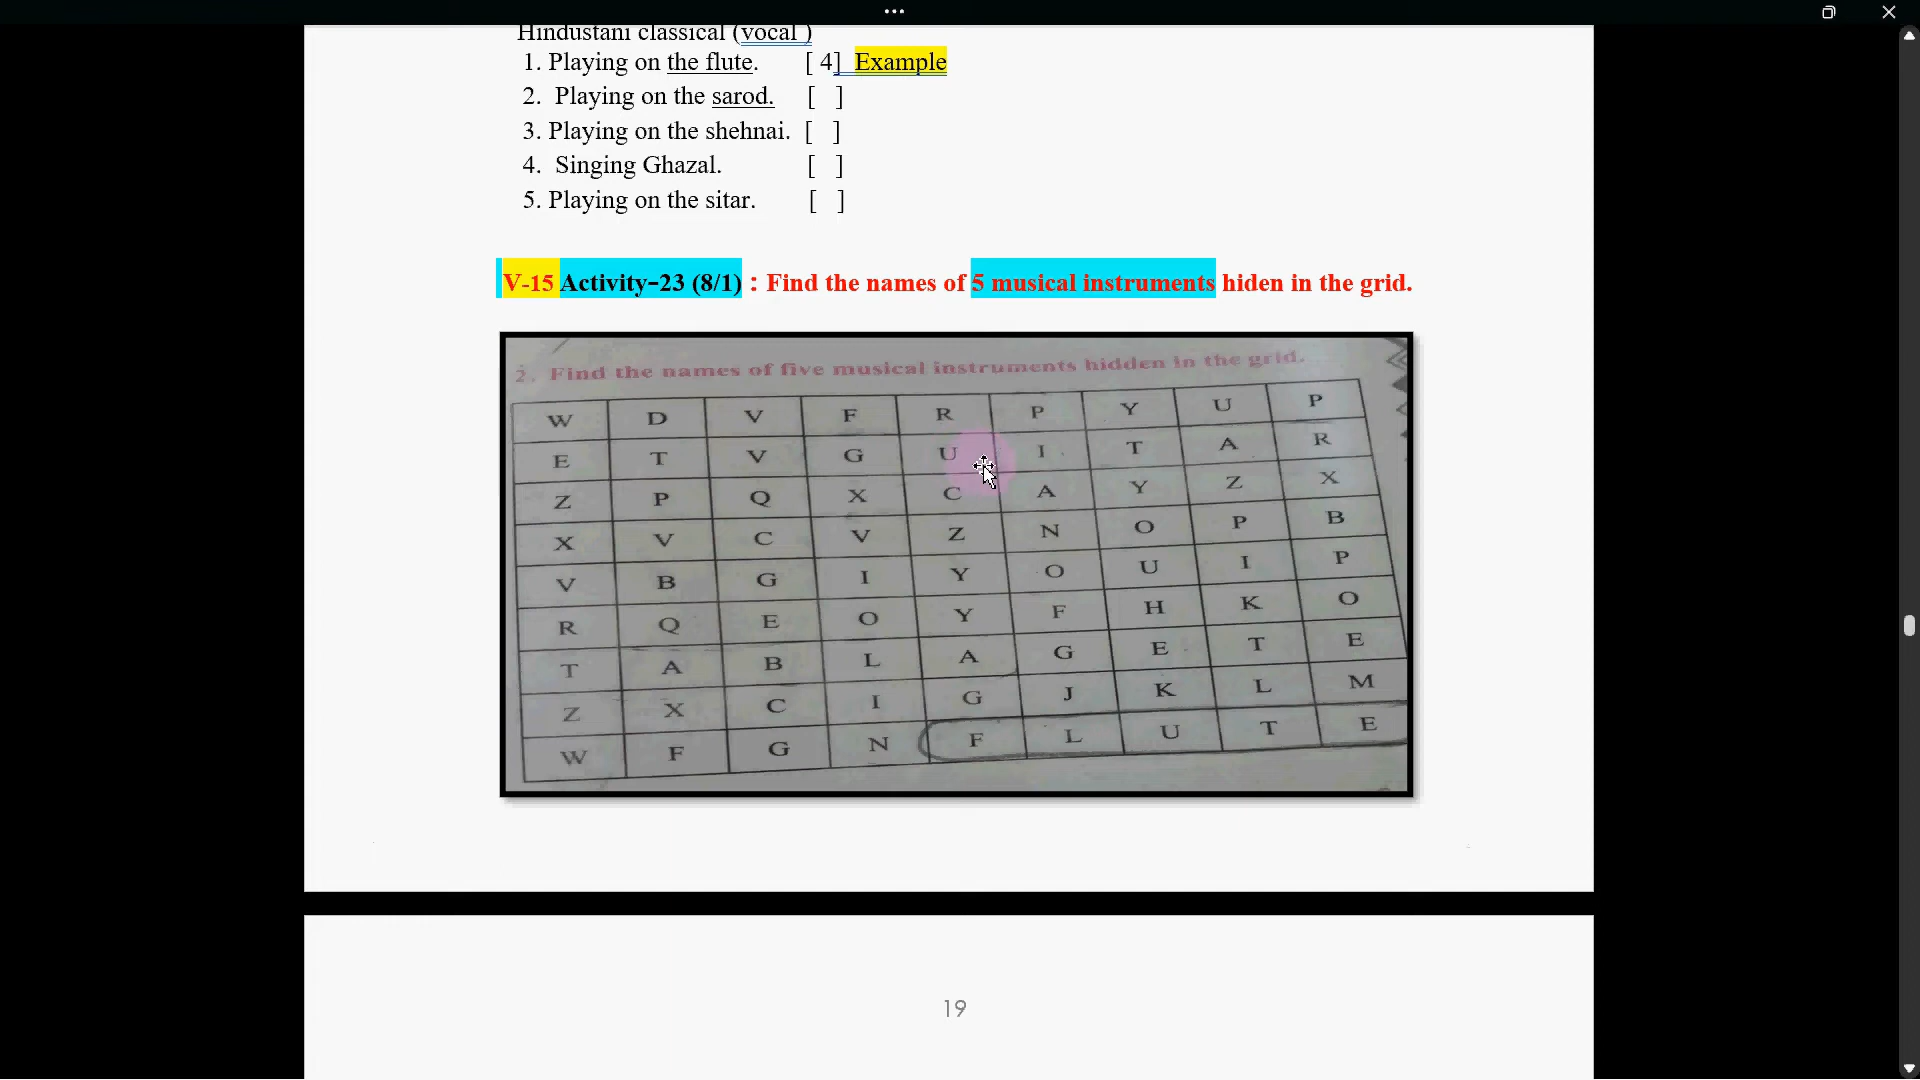 Hindustani classical (vocal )
1. Playing on the flute. [ 4] Example
2. Playing on the sarod. [ ]
3. Playing on the shehnai. [ ]
4. Singing Ghazal. [ ]
5. Playing on the sitar. [ ]
V-15 Activity-23 (8/1) : Find the names of 5 musical instruments hiden in the grid.
2. Find the names of five musical instruments hidden in the grid.
W D V F R P Y U P
E T V G U I T A R
Z P Q X C A Y Z X
X V C V Z N O P B
V B G I Y O U I P
R Q E O Y F H K O
T A B L A G E T E
Z X C I G J K L M
W F G N F L U T E
19